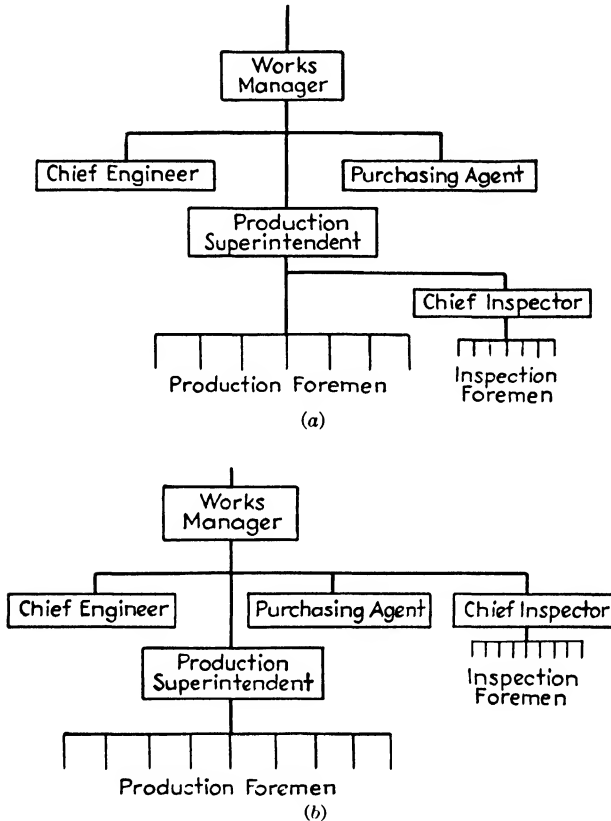 Works
Manager
Chief Engineer
Purchasing Agent
Production
Superintendent
Chief Inspector
Production Foremen
Inspection
Foremen
(a)
Works
Manager
Chief Engineer
Purchasing Agent
Chief Inspector
Production
Superintendent
Inspection
Foremen
Production Foremen
(b)